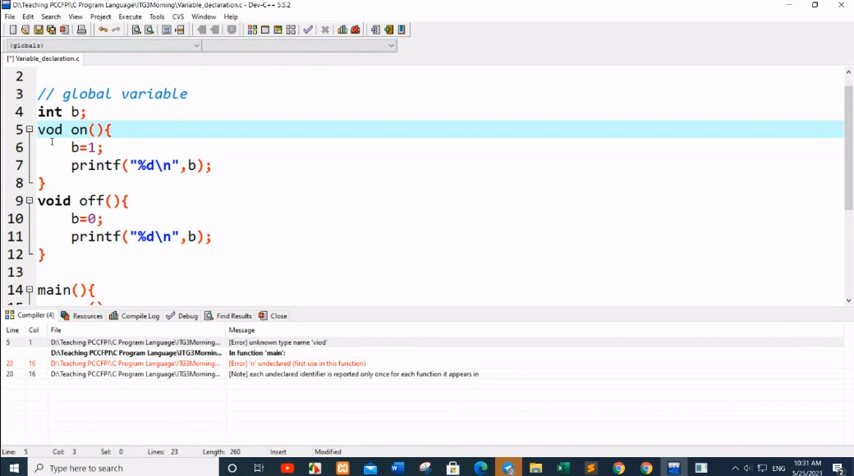 D:\Teaching PCCFPI\C Program Language\ITG3Morning\Variable_declaration.c - Dev-C++ 5.5.2
File Edit Search View Project Execute Tools CVS Window Help
(globals)
[*] Variable_declaration.c
2
3 // global variable
4 int b;
5 vod on(){
6 b=1;
7 printf("%d\n",b);
8 }
9 void off(){
10 b=0;
11 printf("%d\n",b);
12 }
13
14 main(){
Compiler (4) Resources Compile Log Debug Find Results Close
Line Col File Message
5 1 D:\Teaching PCCFPI\C Program Language\ITG3Morning... [Error] unknown type name 'viod'
D:\Teaching PCCFPI\C Program Language\ITG3Mornin... In function 'main':
20 16 D:\Teaching PCCFPI\C Program Language\ITG3Morning... [Error] 'n' undeclared (first use in this function)
20 16 D:\Teaching PCCFPI\C Program Language\ITG3Morning... [Note] each undeclared identifier is reported only once for each function it appears in
Line: 5 Col: 3 Sel: 0 Lines: 23 Length: 260 Insert Modified
Type here to search
ENG
10:31 AM
5/25/2021